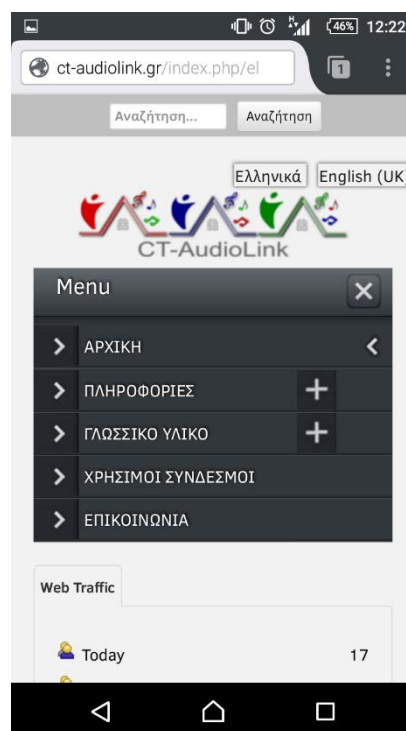 46% 12:22
ct-audiolink.gr/index.php/el 1
Αναζήτηση... Αναζήτηση
Ελληνικά English (UK
CT-AudioLink
Menu
ΑΡΧΙΚΗ
ΠΛΗΡΟΦΟΡΙΕΣ
ΓΛΩΣΣΙΚΟ ΥΛΙΚΟ
ΧΡΗΣΙΜΟΙ ΣΥΝΔΕΣΜΟΙ
ΕΠΙΚΟΙΝΩΝΙΑ
Web Traffic
Today 17